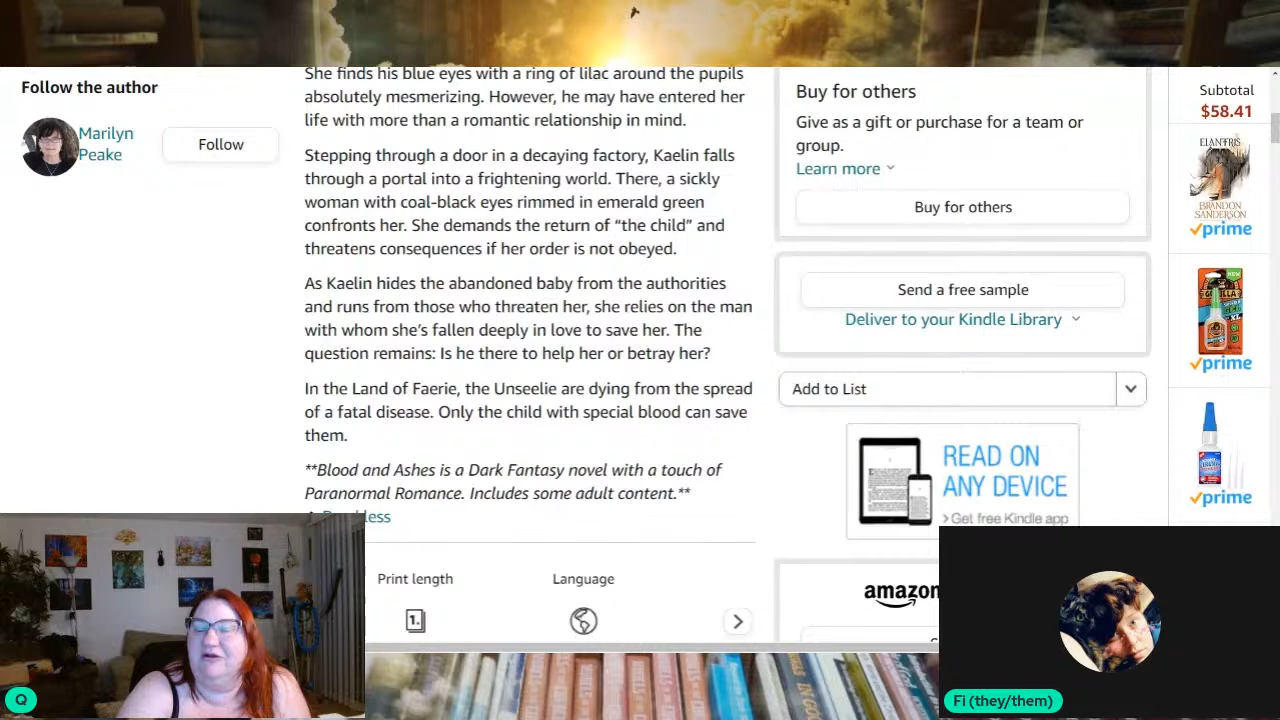 Follow the author
Marilyn
Peake
Follow
She finds his blue eyes with a ring of lilac around the pupils
absolutely mesmerizing. However, he may have entered her
life with more than a romantic relationship in mind.
Stepping through a door in a decaying factory, Kaelin falls
through a portal into a frightening world. There, a sickly
woman with coal-black eyes rimmed in emerald green
confronts her. She demands the return of “the child” and
threatens consequences if her order is not obeyed.
As Kaelin hides the abandoned baby from the authorities
and runs from those who threaten her, she relies on the man
with whom she’s fallen deeply in love to save her. The
question remains: Is he there to help her or betray her?
In the Land of Faerie, the Unseelie are dying from the spread
of a fatal disease. Only the child with special blood can save
them.
**Blood and Ashes is a Dark Fantasy novel with a touch of
Paranormal Romance. Includes some adult content.**
Print length
Language
1.
Buy for others
Give as a gift or purchase for a team or
group.
Learn more
Buy for others
Send a free sample
Deliver to your Kindle Library
Add to List
READ ON
ANY DEVICE
Get free Kindle app
amazon
Subtotal
$58.41
ELANTRIS
BRANDON
SANDERSON
prime
GORILLA
prime
prime
Q
Fi (they/them)